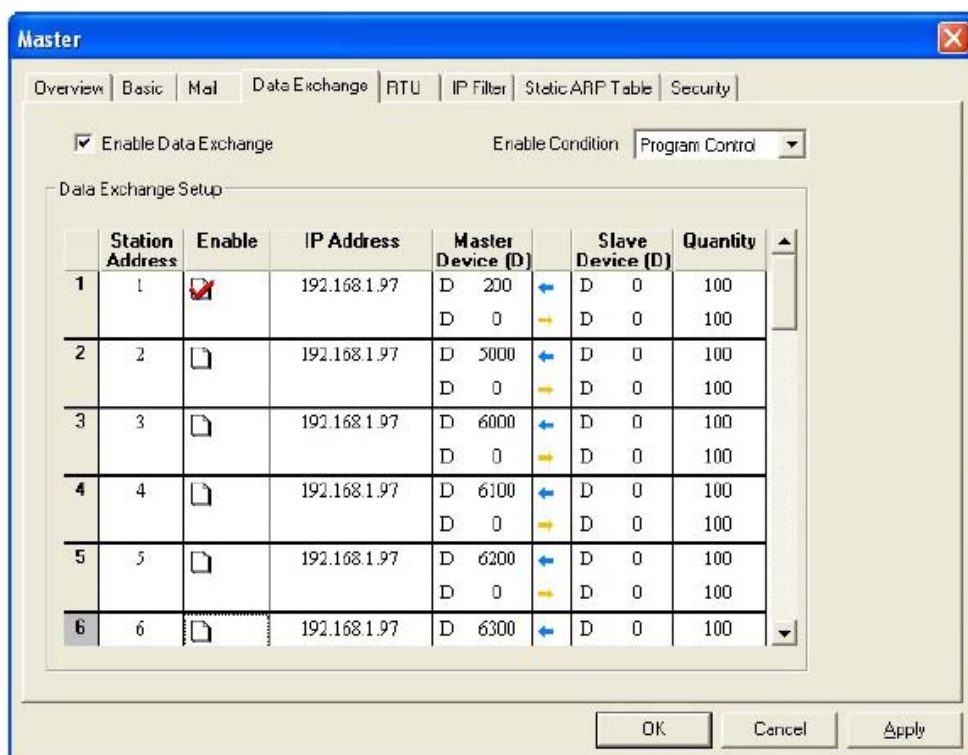 Master
Overview Basic Mail Data Exchange RTU IP Filter Static ARP Table Security
Enable Data Exchange Enable Condition Program Control
Data Exchange Setup
Station Address Enable IP Address Master Device (D) Slave Device (D) Quantity
1 1 192.168.1.97 D 200 D 0 100
D 0 D 0 100
2 2 192.168.1.97 D 5000 D 0 100
D 0 D 0 100
3 3 192.168.1.97 D 6000 D 0 100
D 0 D 0 100
4 4 192.168.1.97 D 6100 D 0 100
D 0 D 0 100
5 5 192.168.1.97 D 6200 D 0 100
D 0 D 0 100
6 6 192.168.1.97 D 6300 D 0 100
OK Cancel Apply